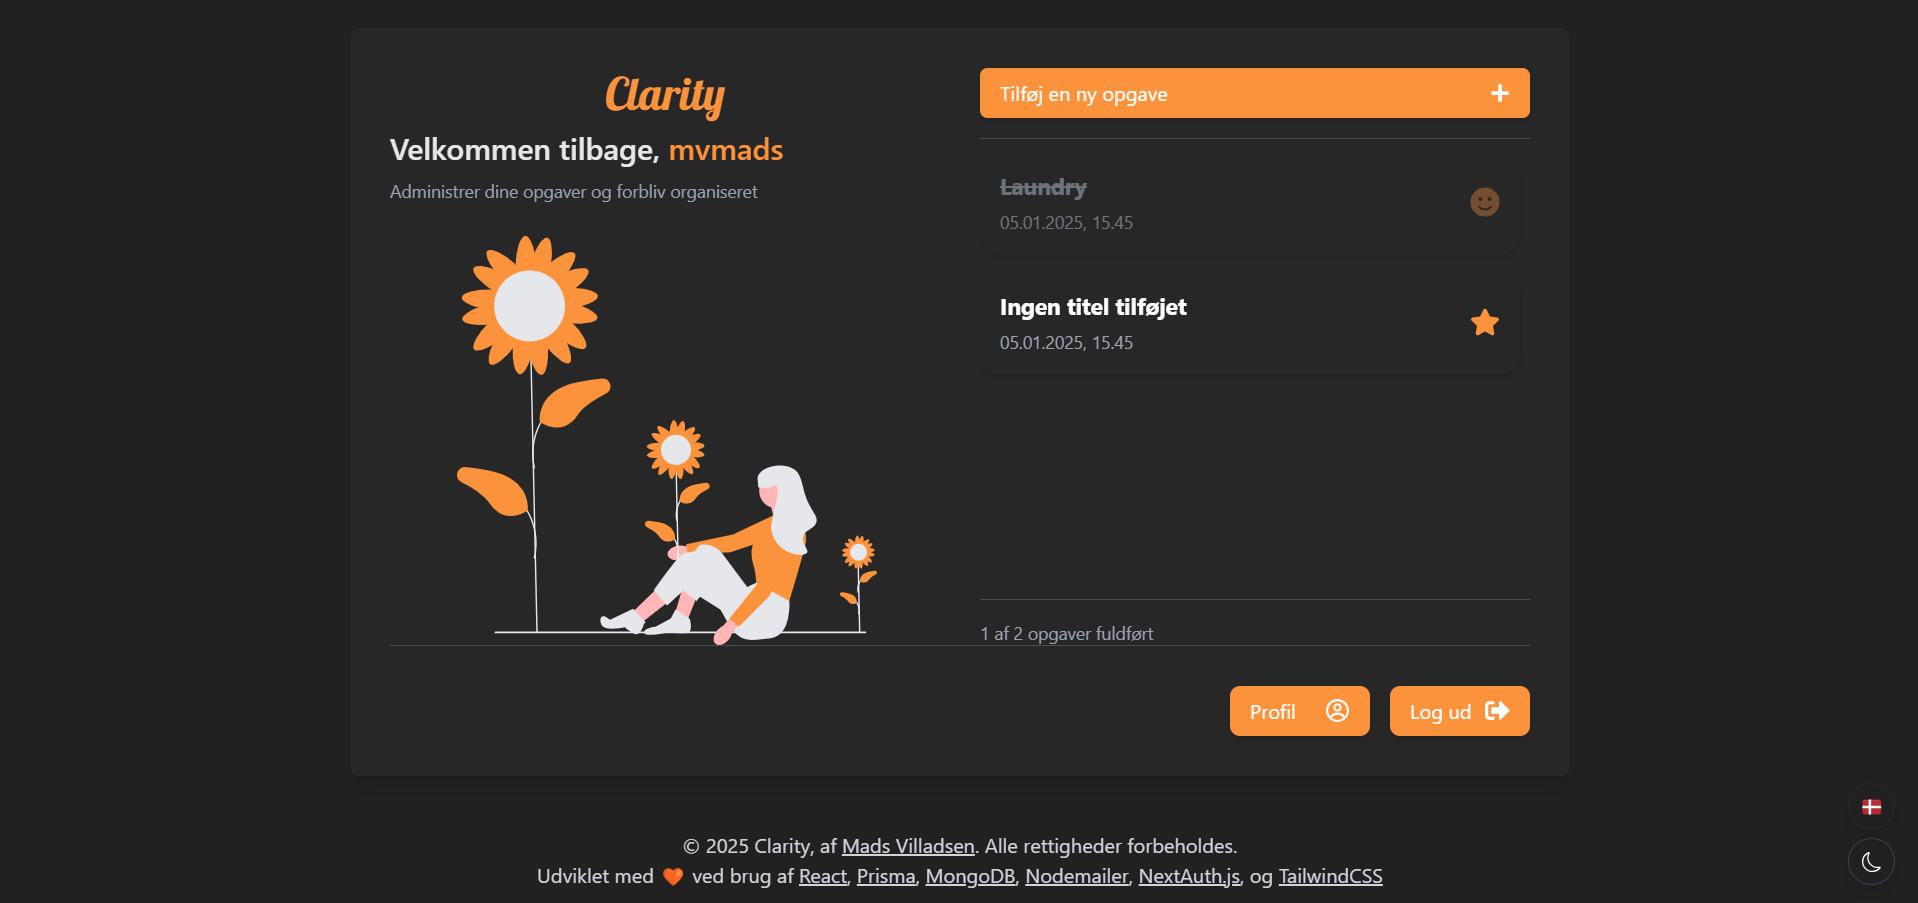 Clarity
Velkommen tilbage, mvmads
Administrer dine opgaver og forbliv organiseret
Tilføj en ny opgave
Laundry
05.01.2025, 15.45
Ingen titel tilføjet
05.01.2025, 15.45
1 af 2 opgaver fuldført
Profil
Log ud
© 2025 Clarity, af Mads Villadsen. Alle rettigheder forbeholdes.
Udviklet med 🧡 ved brug af React, Prisma, MongoDB, Nodemailer, NextAuth.js, og TailwindCSS